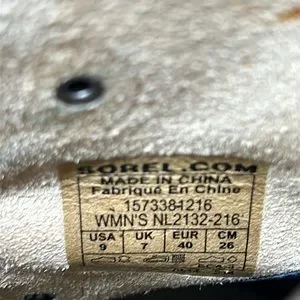 SOREL.COM
MADE IN CHINA
Fabriqué En Chine
1573381216
WMN'S NL2132-216
USA UK EUR CM
9 7 40 26